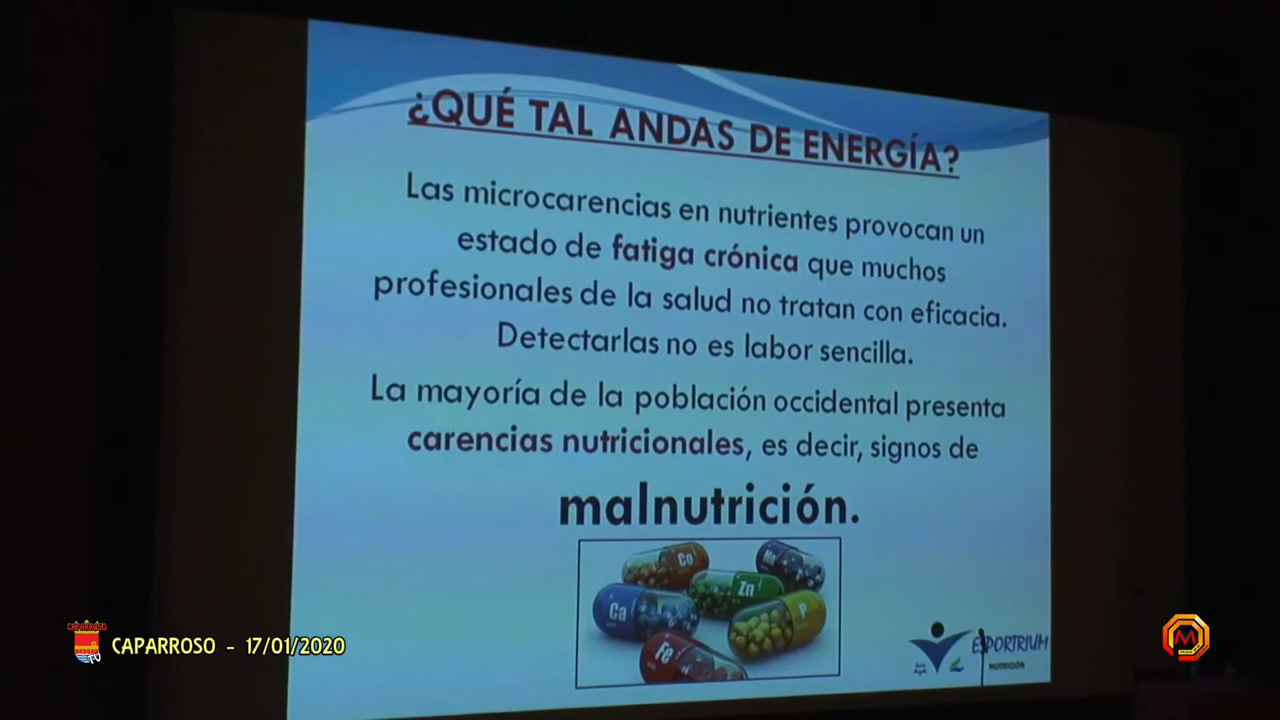 ¿QUÉ TAL ANDAS DE ENERGÍA?
Las microcarencias en nutrientes provocan un
estado de fatiga crónica que muchos
profesionales de la salud no tratan con eficacia.
Detectarlas no es labor sencilla.
La mayoría de la población occidental presenta
carencias nutricionales, es decir, signos de
malnutrición.
Co
Mn
Zn
Ca
P
Fe
ESPORTRIUM
NUTRICIÓN
CAPARROSO
TV
CAPARROSO - 17/01/2020
M